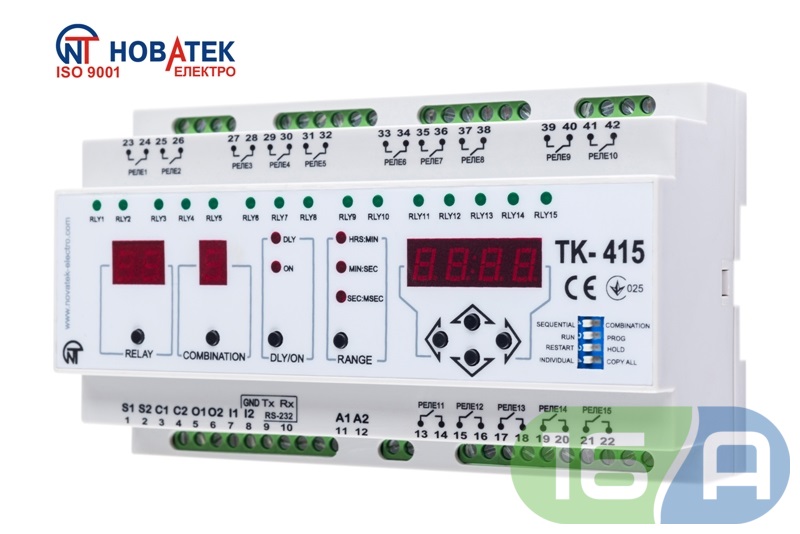 NT НОВАТЕК
ISO 9001 ЕЛЕКТРО
23 24 25 26 27 28 29 30 31 32 33 34 35 36 37 38 39 40 41 42
РЕЛЕ1 РЕЛЕ2 РЕЛЕ3 РЕЛЕ4 РЕЛЕ5 РЕЛЕ6 РЕЛЕ7 РЕЛЕ8 РЕЛЕ9 РЕЛЕ10
RLY1 RLY2 RLY3 RLY4 RLY5 RLY6 RLY7 RLY8 RLY9 RLY10 RLY11 RLY12 RLY13 RLY14 RLY15
www.novatek-electro.com
DLY
ON
HRS:MIN
MIN:SEC
SEC:MSEC
TK- 415
CE 025
SEQUENTIAL COMBINATION
RUN PROG
RESTART HOLD
INDIVIDUAL COPY ALL
NT
RELAY COMBINATION DLY/ON RANGE
S1 S2 C1 C2 O1 O2 I1 I2 GND Tx Rx
RS-232
1 2 3 4 5 6 7 8 9 10
A1 A2
11 12
РЕЛЕ11 РЕЛЕ12 РЕЛЕ13 РЕЛЕ14 РЕЛЕ15
13 14 15 16 17 18 19 20 21 22
16 A